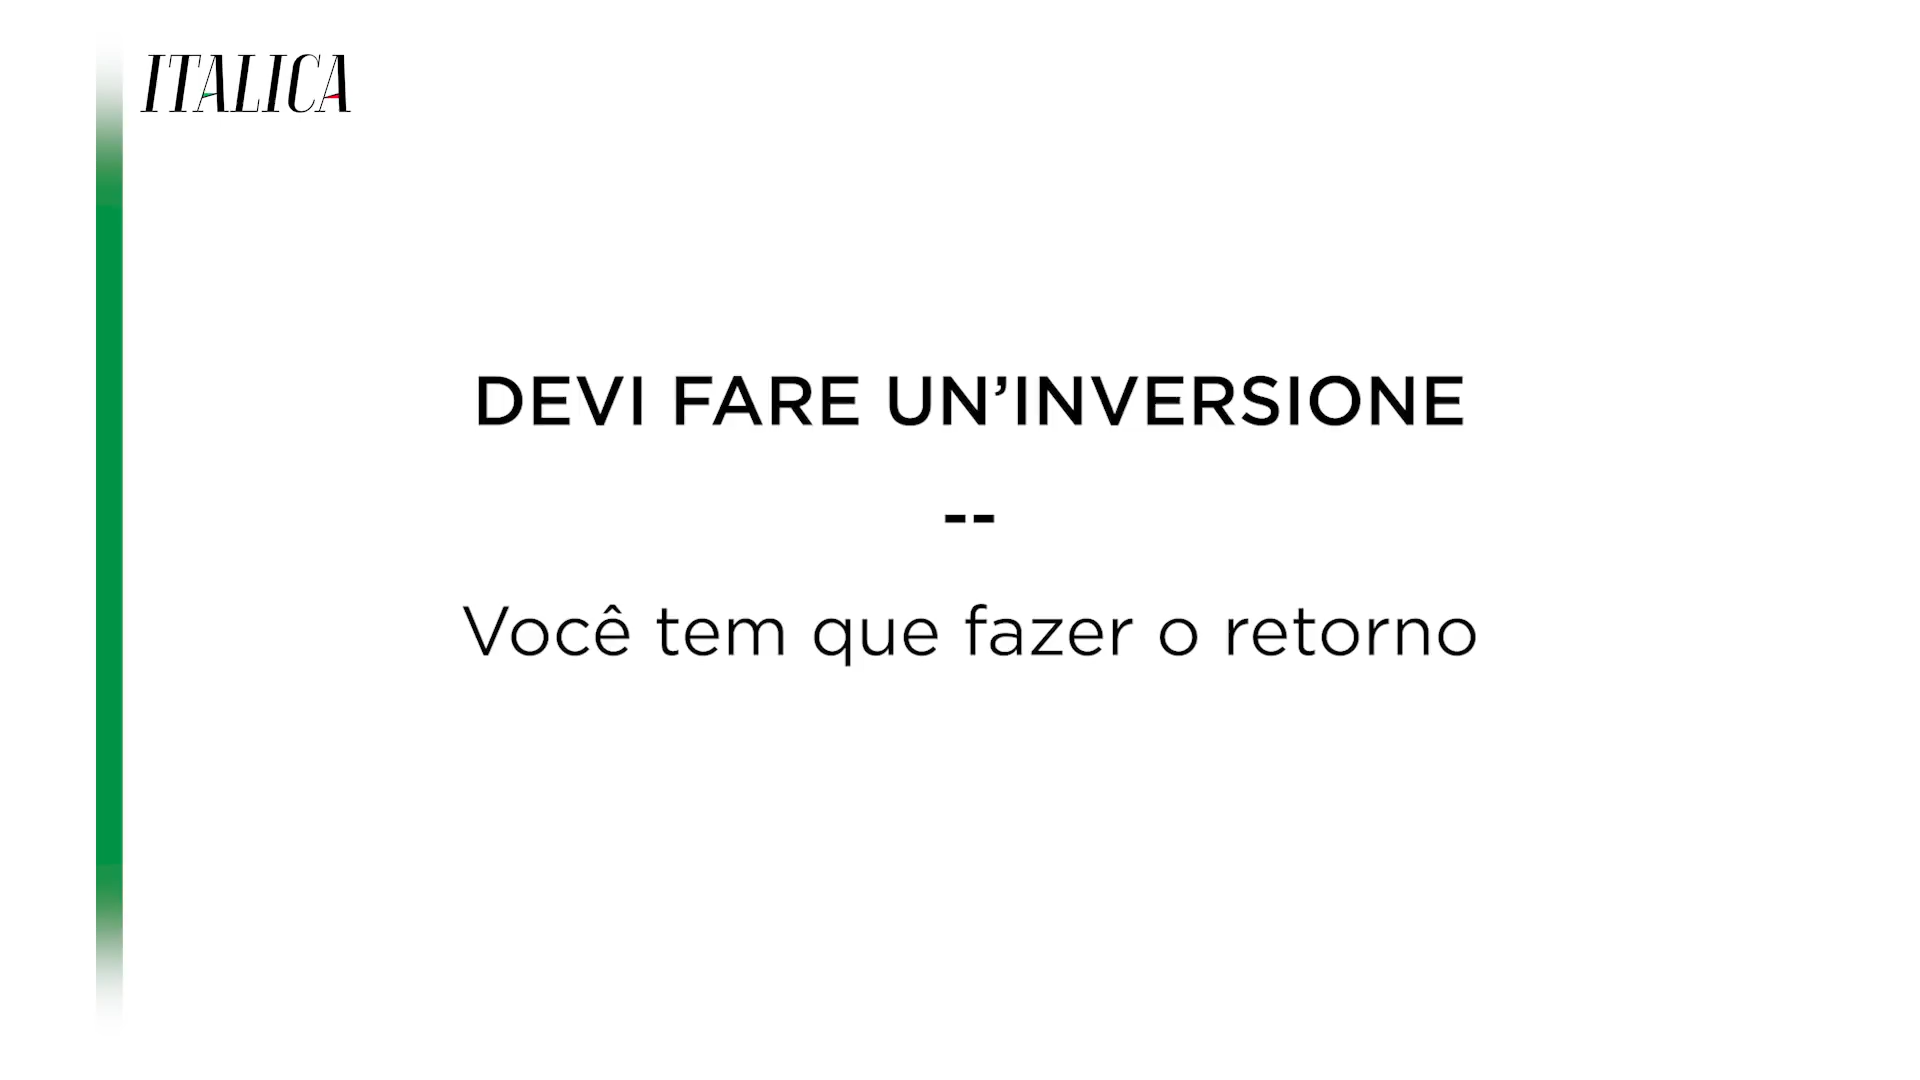 ITALICA
DEVI FARE UN’INVERSIONE
--
Você tem que fazer o retorno